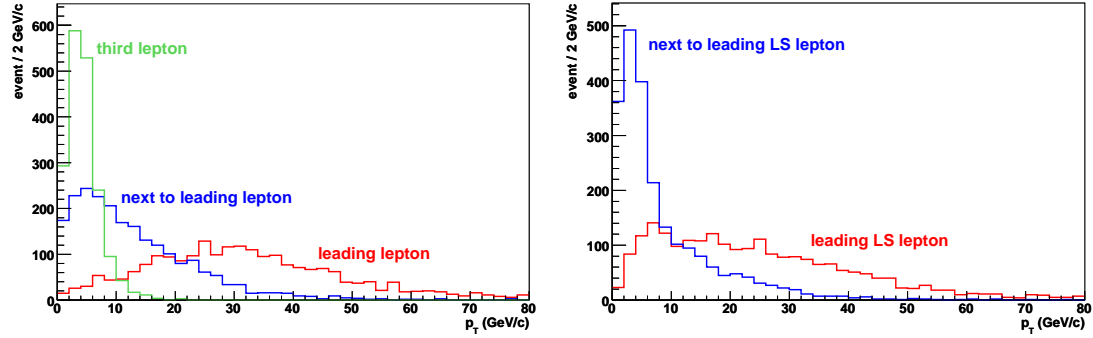 event / 2 GeV/c
600
500
400
300
200
100
0
third lepton
next to leading lepton
leading lepton
0 10 20 30 40 50 60 70 80
p_T (GeV/c)
event / 2 GeV/c
500
400
300
200
100
0
next to leading LS lepton
leading LS lepton
0 10 20 30 40 50 60 70 80
p_T (GeV/c)